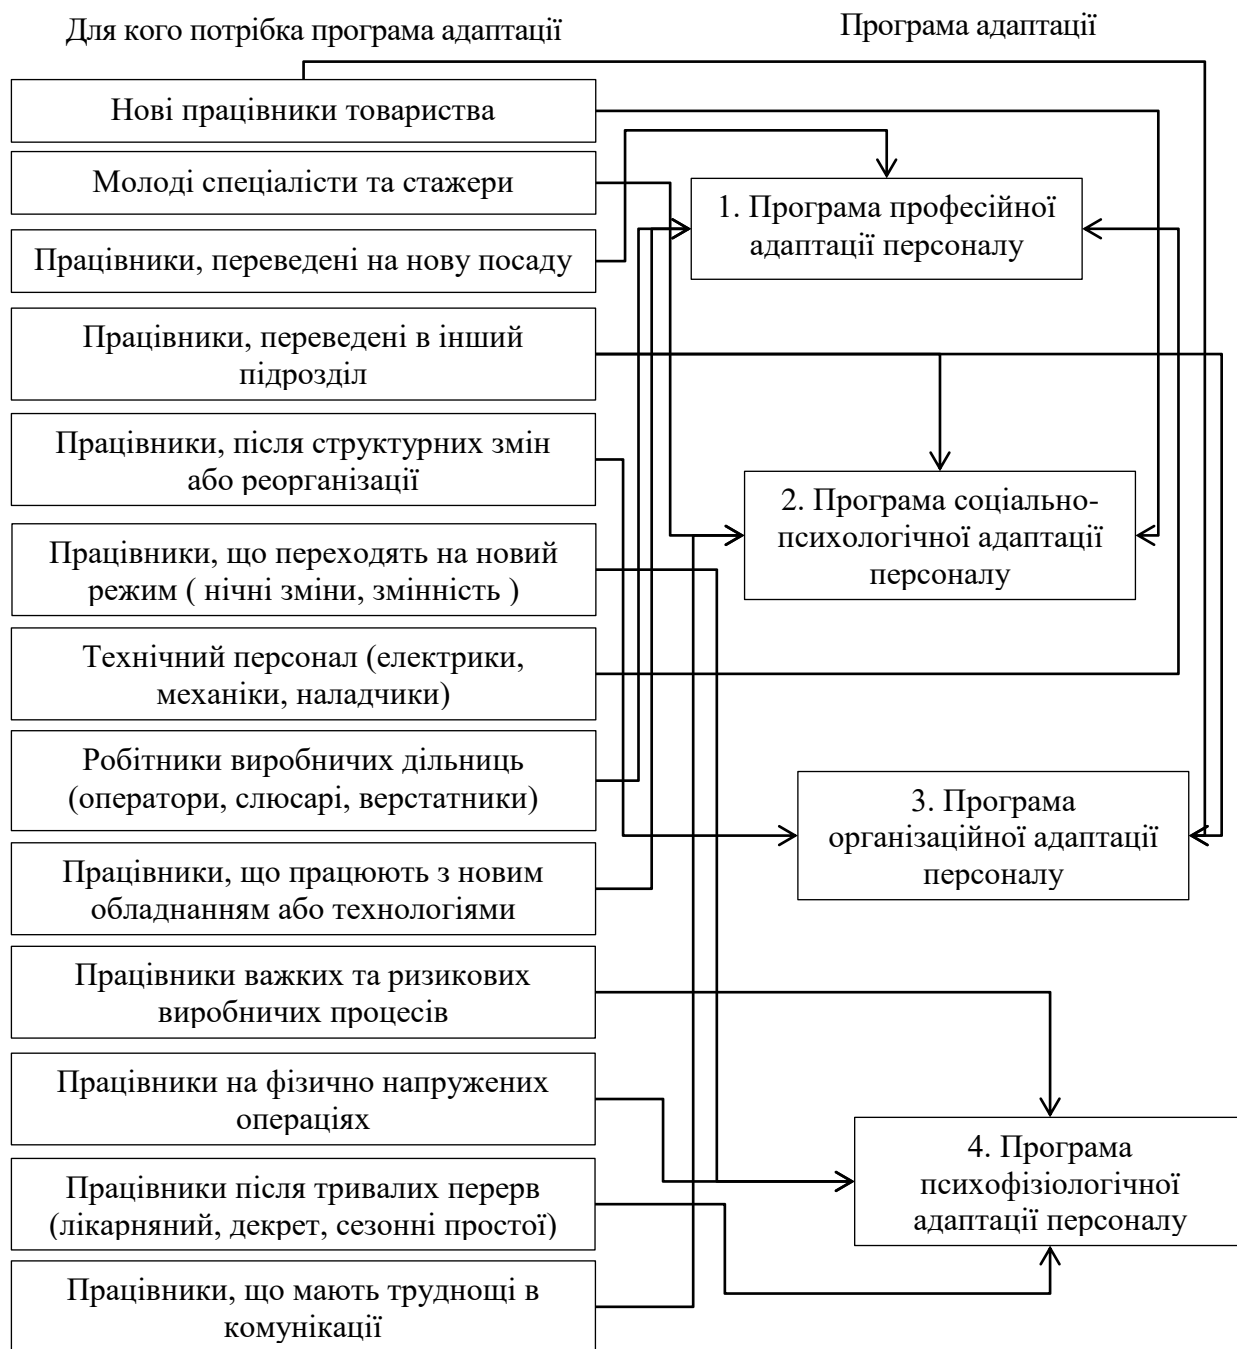 Для кого потрібка програма адаптації
Програма адаптації
Нові працівники товариства
Молоді спеціалісти та стажери
Працівники, переведені на нову посаду
Працівники, переведені в інший
підрозділ
Працівники, після структурних змін
або реорганізації
Працівники, що переходять на новий
режим ( нічні зміни, змінність )
Технічний персонал (електрики,
механіки, наладчики)
Робітники виробничих дільниць
(оператори, слюсарі, верстатники)
Працівники, що працюють з новим
обладнанням або технологіями
Працівники важких та ризикових
виробничих процесів
Працівники на фізично напружених
операціях
Працівники після тривалих перерв
(лікарняний, декрет, сезонні простої)
Працівники, що мають труднощі в
комунікації
1. Програма професійної
адаптації персоналу
2. Програма соціально-
психологічної адаптації
персоналу
3. Програма
організаційної адаптації
персоналу
4. Програма
психофізіологічної
адаптації персоналу